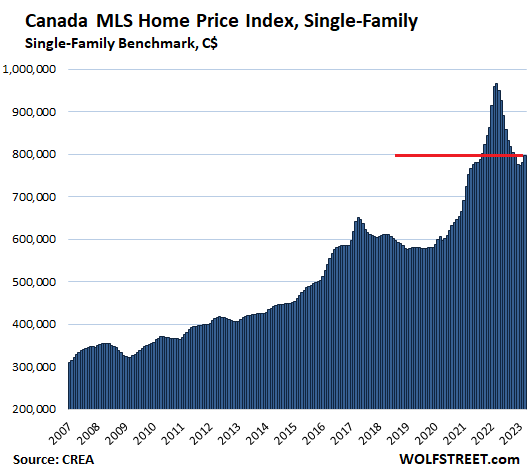 Canada MLS Home Price Index, Single-Family
Single-Family Benchmark, C$
1,000,000
900,000
800,000
700,000
600,000
500,000
400,000
300,000
200,000
2007 2008 2009 2010 2011 2012 2013 2014 2015 2016 2017 2018 2019 2020 2021 2022 2023
Source: CREA WOLFSTREET.com